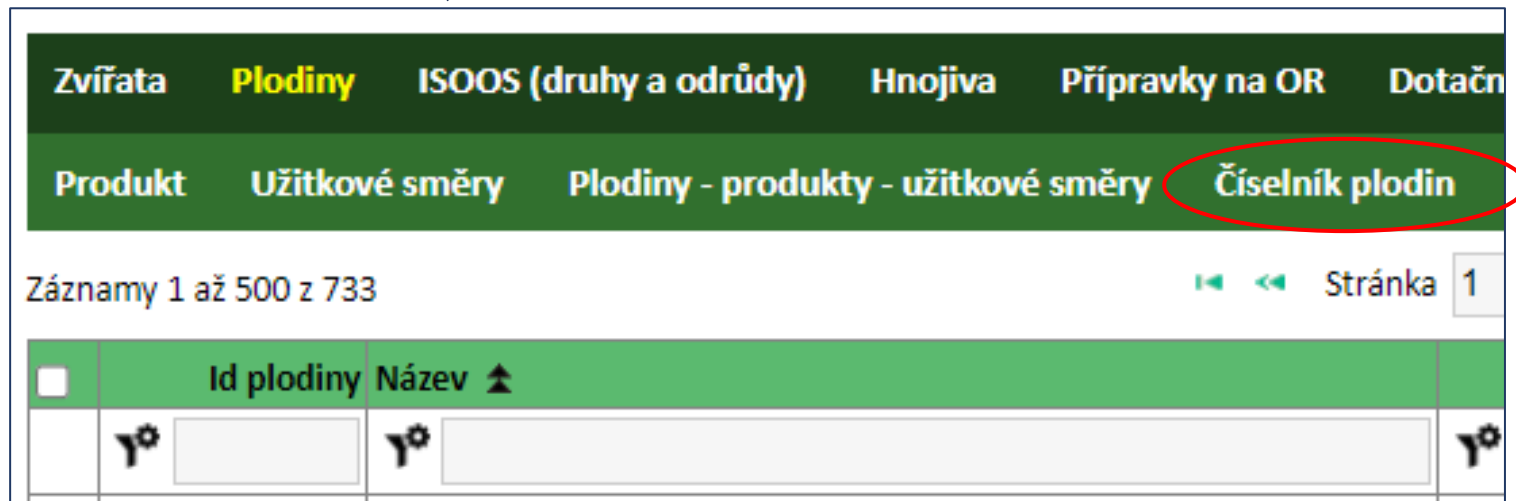 Zvířata Plodiny ISOOS (druhy a odrůdy) Hnojiva Přípravky na OR Dotačn
Produkt Užitkové směry Plodiny - produkty - užitkové směry Číselník plodin
Záznamy 1 až 500 z 733 Stránka 1
Id plodiny Název